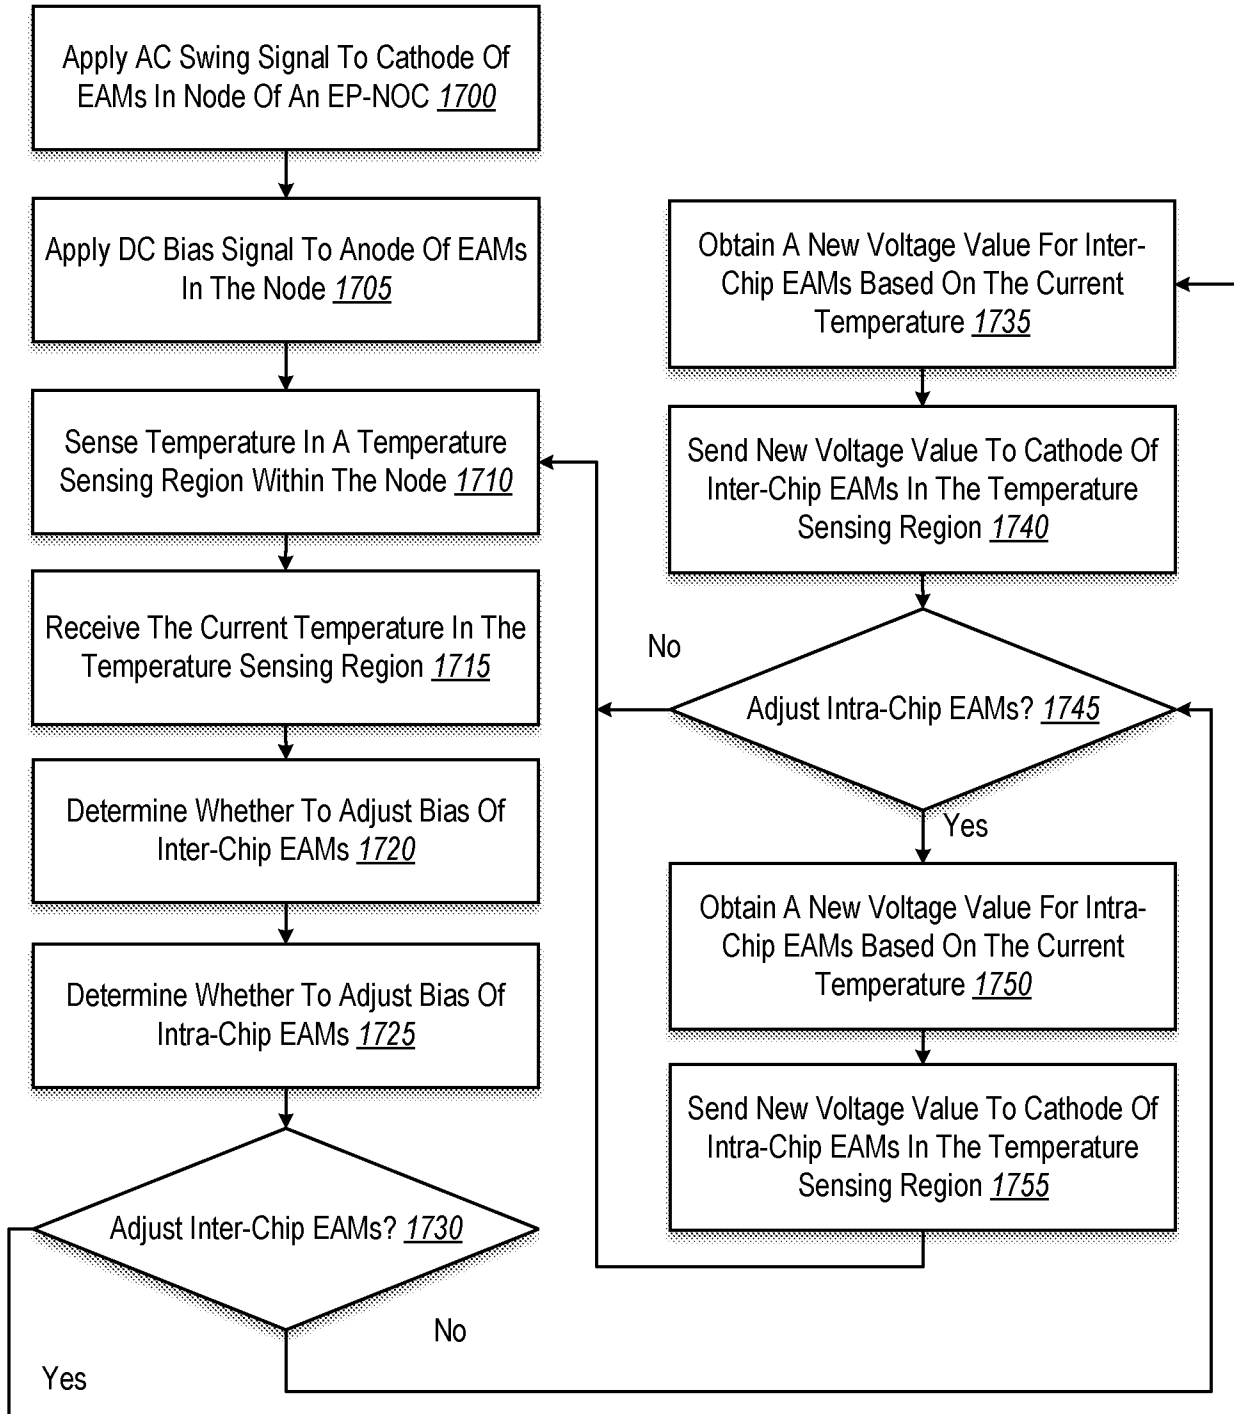 Apply AC Swing Signal To Cathode Of
EAMs In Node Of An EP-NOC 1700
Apply DC Bias Signal To Anode Of EAMs
In The Node 1705
Sense Temperature In A Temperature
Sensing Region Within The Node 1710
Receive The Current Temperature In The
Temperature Sensing Region 1715
Determine Whether To Adjust Bias Of
Inter-Chip EAMs 1720
Determine Whether To Adjust Bias Of
Intra-Chip EAMs 1725
Adjust Inter-Chip EAMs? 1730
No
Yes
Obtain A New Voltage Value For Inter-
Chip EAMs Based On The Current
Temperature 1735
Send New Voltage Value To Cathode Of
Inter-Chip EAMs In The Temperature
Sensing Region 1740
No
Adjust Intra-Chip EAMs? 1745
Yes
Obtain A New Voltage Value For Intra-
Chip EAMs Based On The Current
Temperature 1750
Send New Voltage Value To Cathode Of
Intra-Chip EAMs In The Temperature
Sensing Region 1755